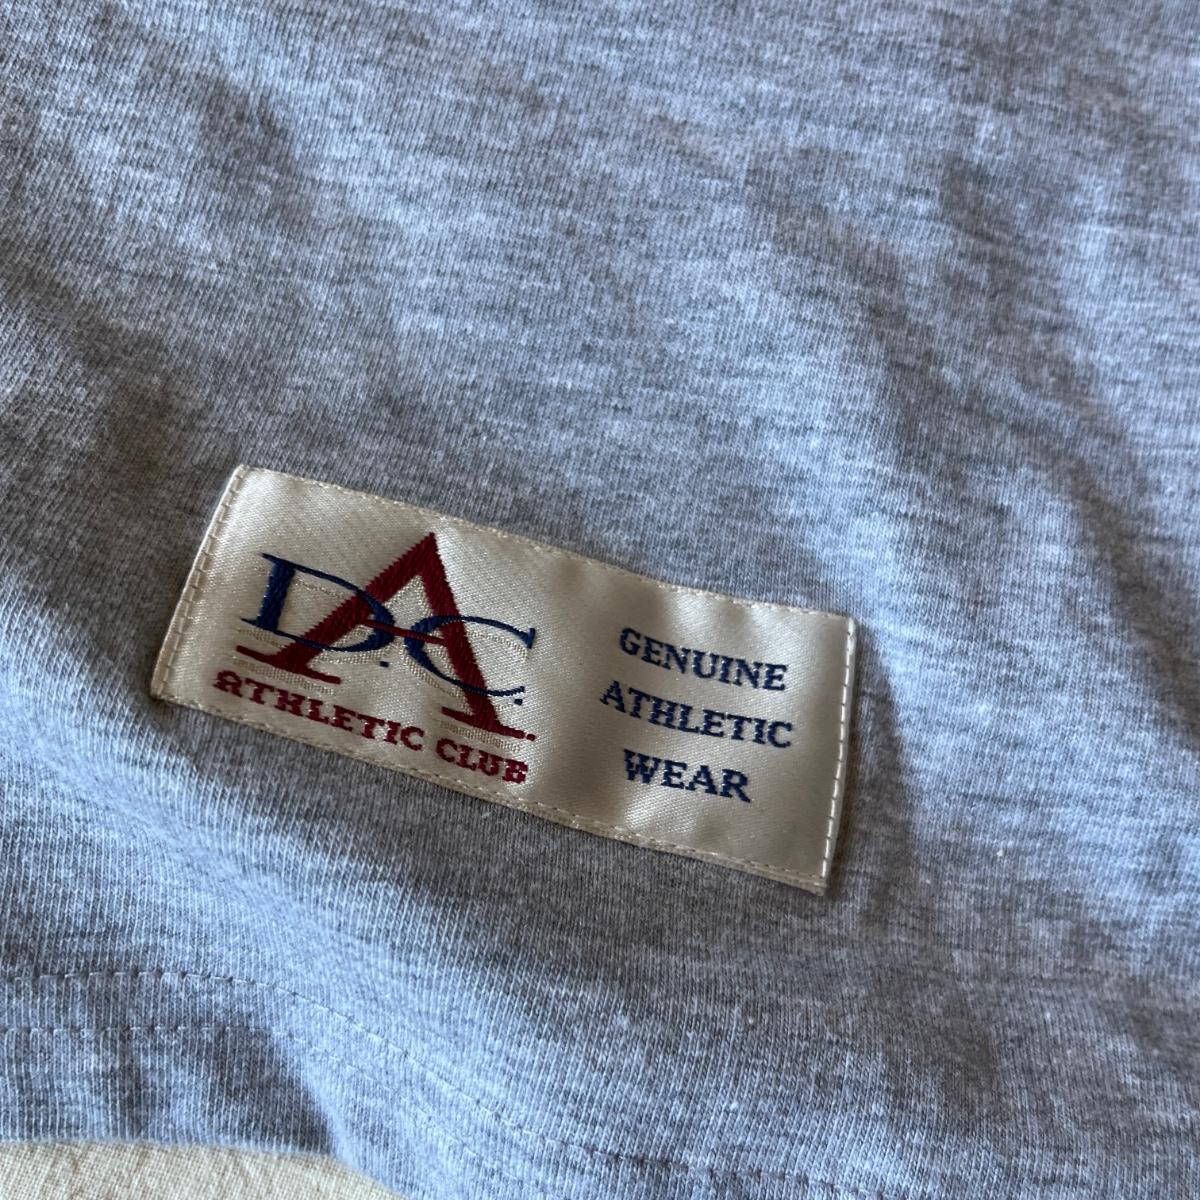 D.A.C.
ATHLETIC CLUB
GENUINE
ATHLETIC
WEAR